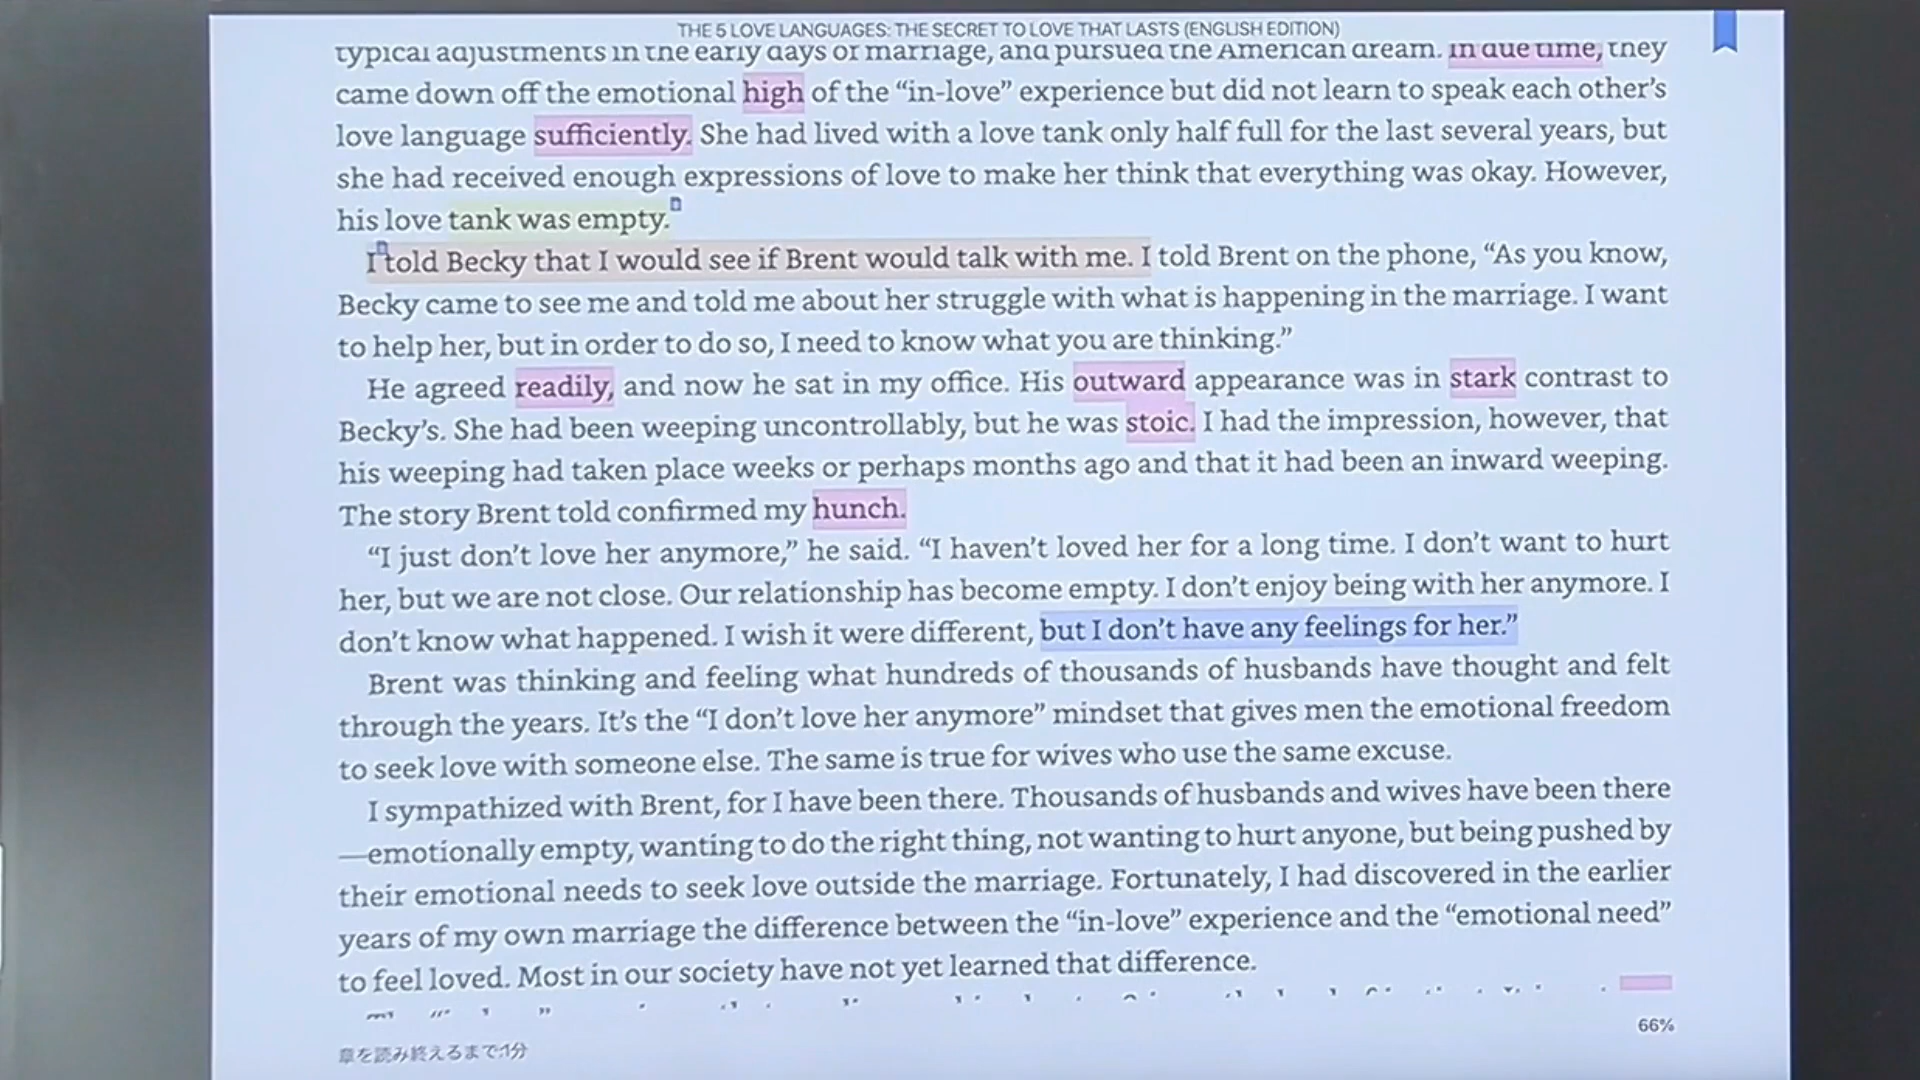 THE 5 LOVE LANGUAGES: THE SECRET TO LOVE THAT LASTS (ENGLISH EDITION)
typical adjustments in the early days of marriage, and pursued the American dream. In due time, they
came down off the emotional high of the “in-love” experience but did not learn to speak each other’s
love language sufficiently. She had lived with a love tank only half full for the last several years, but
she had received enough expressions of love to make her think that everything was okay. However,
his love tank was empty.
I told Becky that I would see if Brent would talk with me. I told Brent on the phone, “As you know,
Becky came to see me and told me about her struggle with what is happening in the marriage. I want
to help her, but in order to do so, I need to know what you are thinking.”
He agreed readily, and now he sat in my office. His outward appearance was in stark contrast to
Becky’s. She had been weeping uncontrollably, but he was stoic. I had the impression, however, that
his weeping had taken place weeks or perhaps months ago and that it had been an inward weeping.
The story Brent told confirmed my hunch.
“I just don’t love her anymore,” he said. “I haven’t loved her for a long time. I don’t want to hurt
her, but we are not close. Our relationship has become empty. I don’t enjoy being with her anymore. I
don’t know what happened. I wish it were different, but I don’t have any feelings for her.”
Brent was thinking and feeling what hundreds of thousands of husbands have thought and felt
through the years. It’s the “I don’t love her anymore” mindset that gives men the emotional freedom
to seek love with someone else. The same is true for wives who use the same excuse.
I sympathized with Brent, for I have been there. Thousands of husbands and wives have been there
—emotionally empty, wanting to do the right thing, not wanting to hurt anyone, but being pushed by
their emotional needs to seek love outside the marriage. Fortunately, I had discovered in the earlier
years of my own marriage the difference between the “in-love” experience and the “emotional need”
to feel loved. Most in our society have not yet learned that difference.
66%
章を読み終えるまで:1分